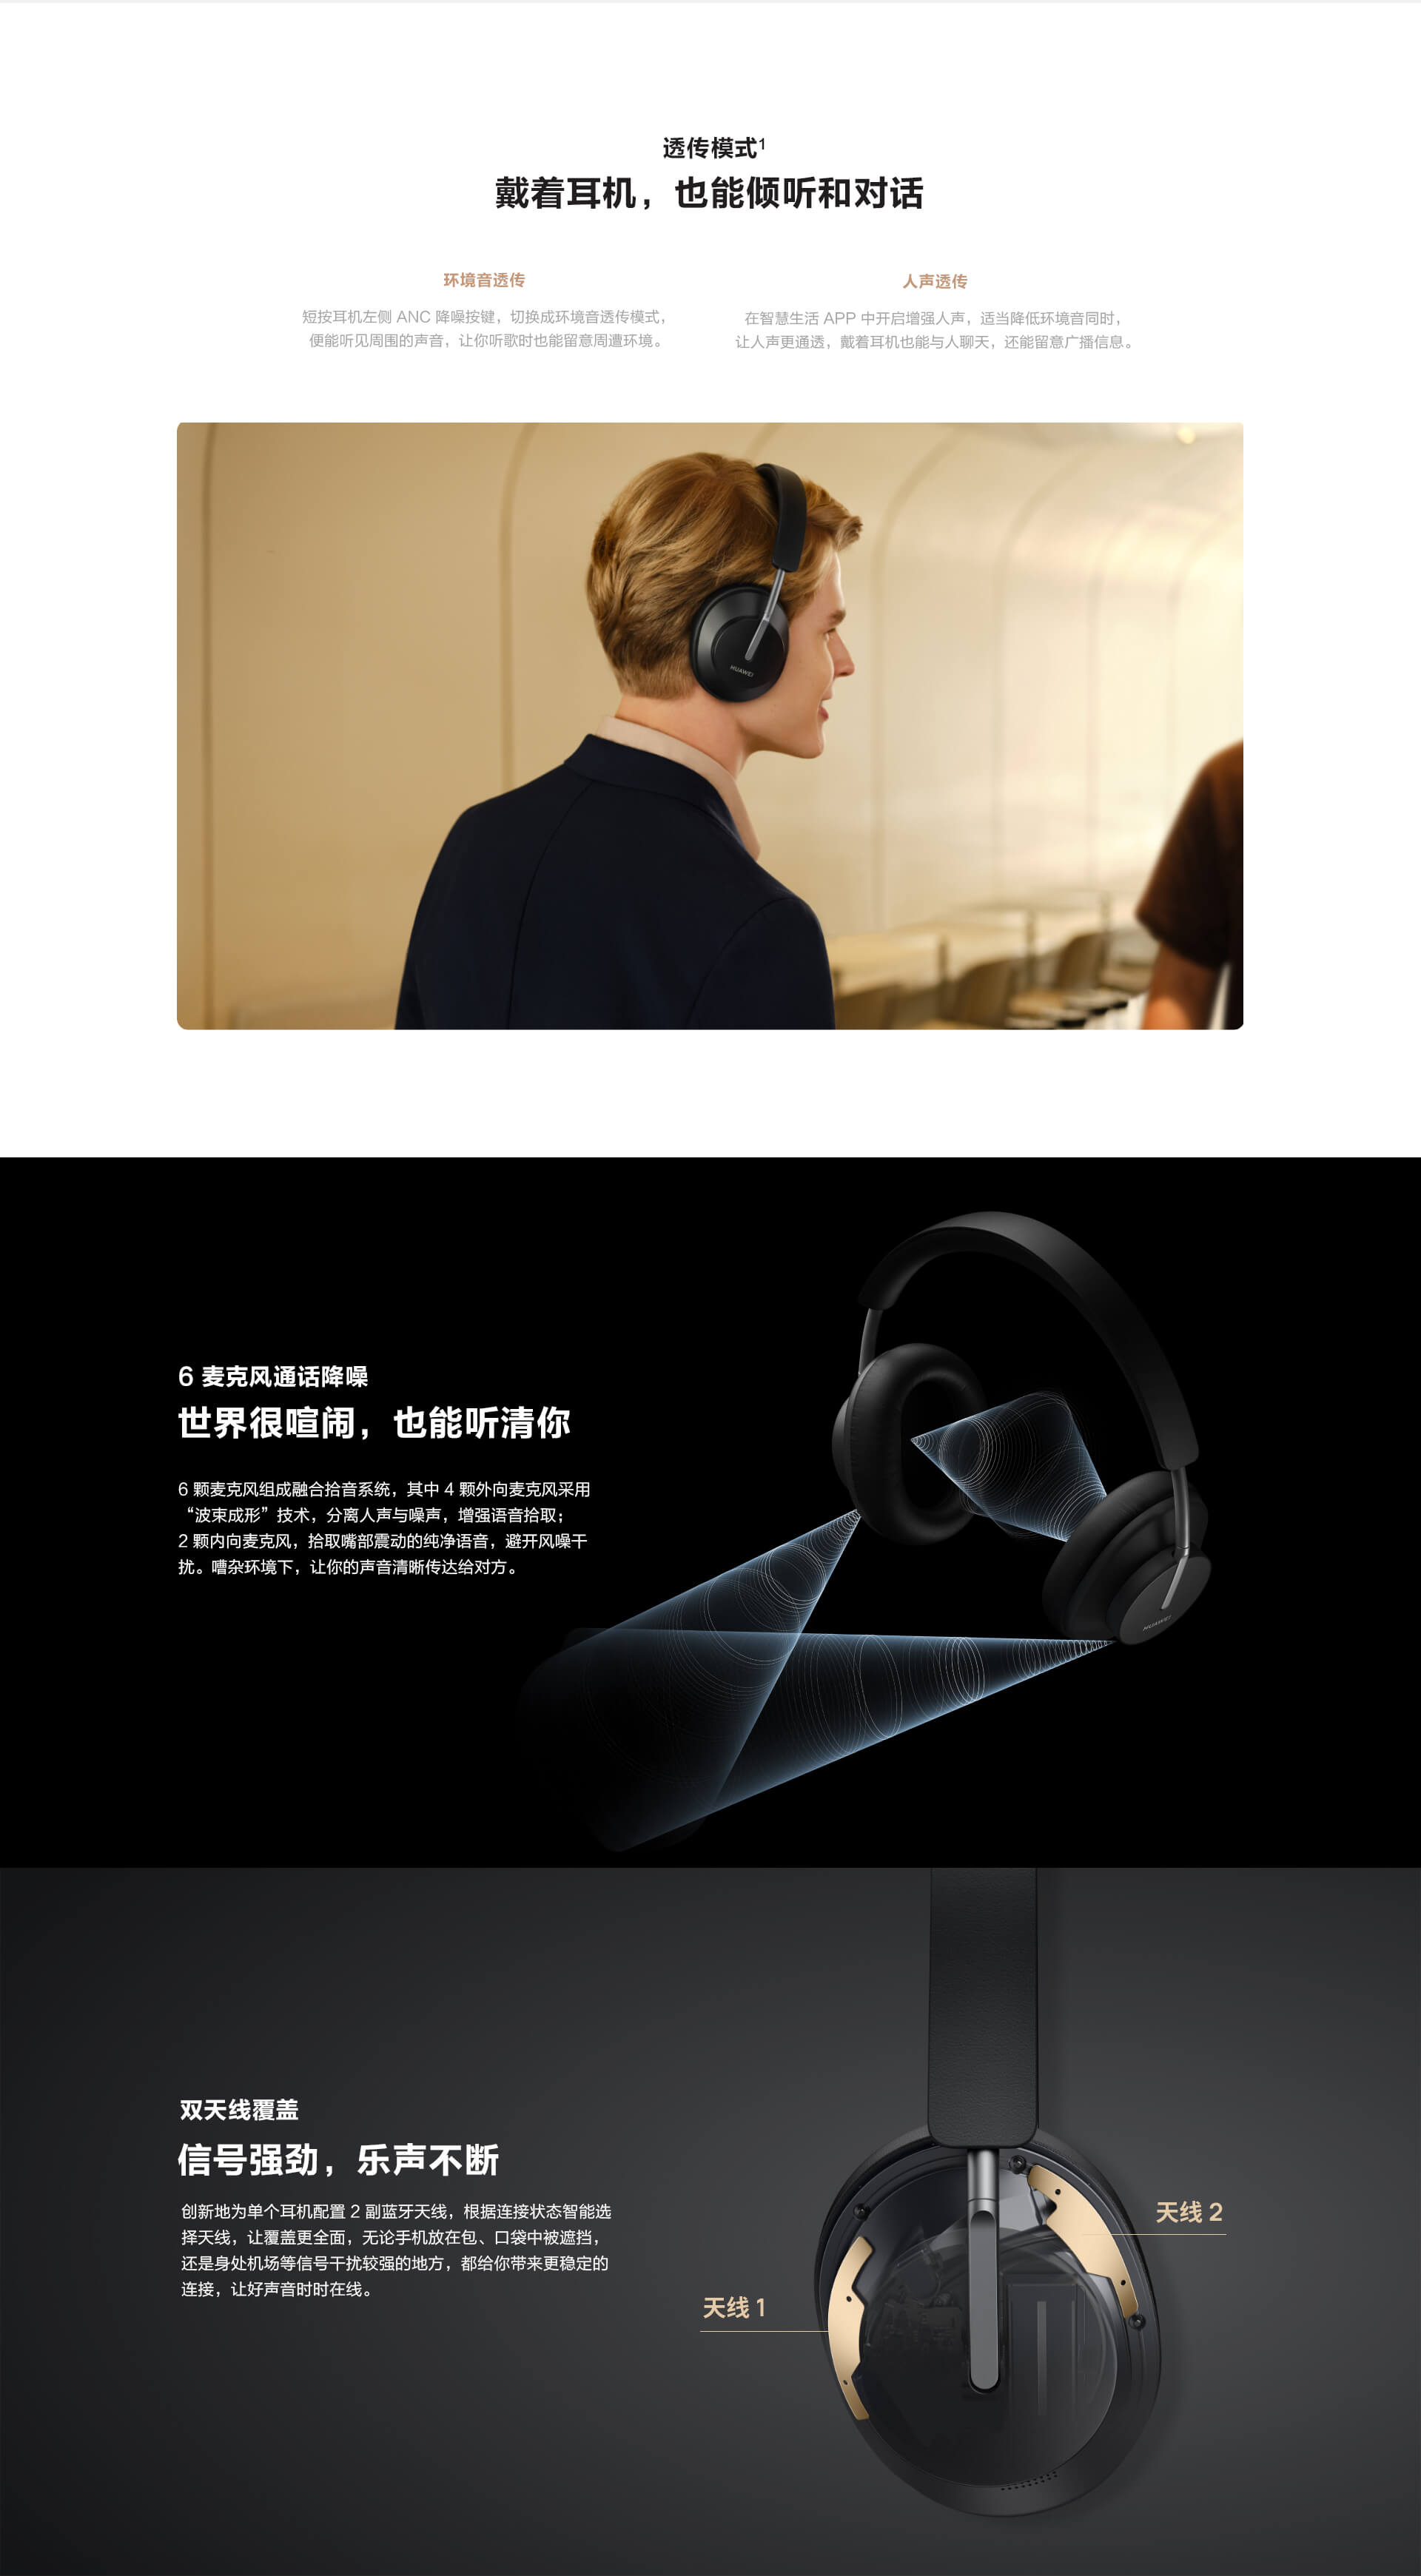 透传模式¹
戴着耳机，也能倾听和对话
环境音透传
短按耳机左侧 ANC 降噪按键，切换成环境音透传模式，
便能听见周围的声音，让你听歌时也能留意周遭环境。
人声透传
在智慧生活 APP 中开启增强人声，适当降低环境音同时，
让人声更通透，戴着耳机也能与人聊天，还能留意广播信息。
HUAWEI
6 麦克风通话降噪
世界很喧闹，也能听清你
6 颗麦克风组成融合拾音系统，其中 4 颗外向麦克风采用
“波束成形”技术，分离人声与噪声，增强语音拾取；
2 颗内向麦克风，拾取嘴部震动的纯净语音，避开风噪干
扰。嘈杂环境下，让你的声音清晰传达给对方。
HUAWEI
双天线覆盖
信号强劲，乐声不断
创新地为单个耳机配置 2 副蓝牙天线，根据连接状态智能选
择天线，让覆盖更全面，无论手机放在包、口袋中被遮挡，
还是身处机场等信号干扰较强的地方，都给你带来更稳定的
连接，让好声音时时在线。
天线 2
天线 1